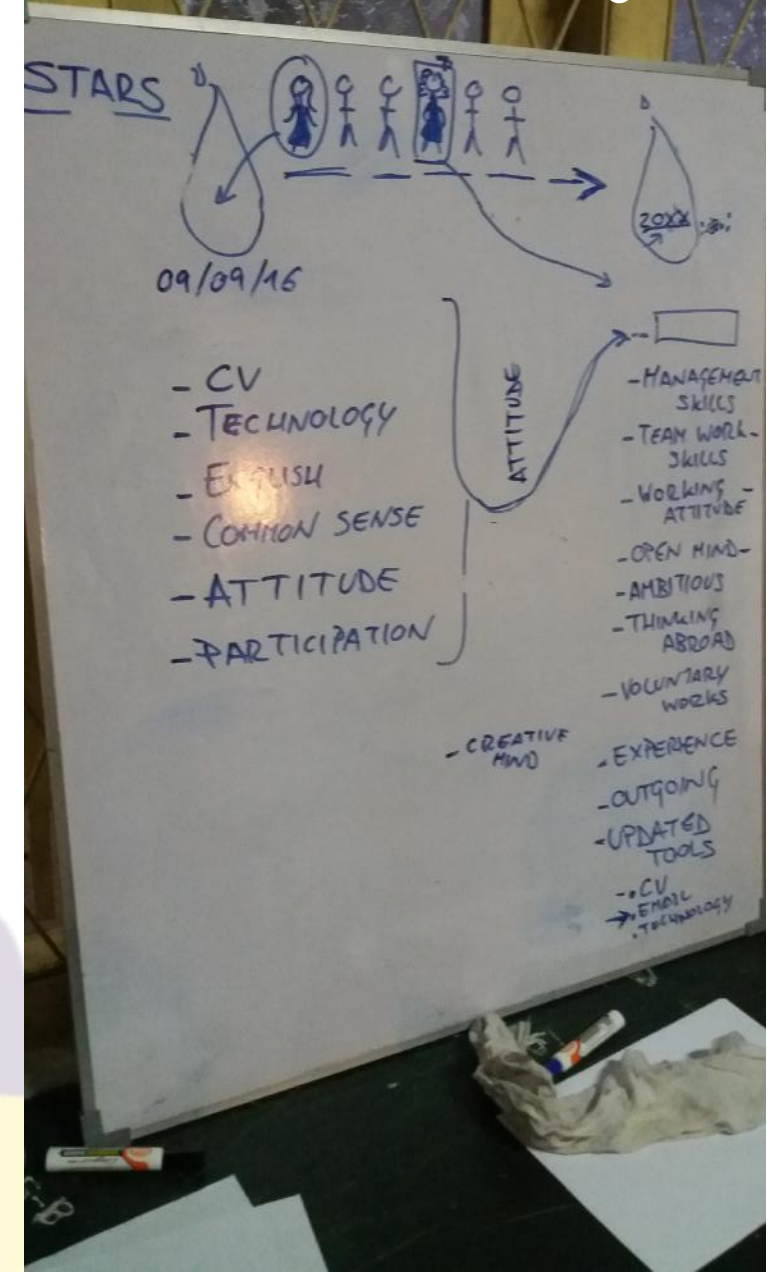 STARS
20XX
09/09/16
- CV
- TECHNOLOGY
- ENGLISH
- COMMON SENSE
- ATTITUDE
- PARTICIPATION
ATTITUDE
- CREATIVE
MIND
- MANAGEMENT
SKILLS
- TEAM WORK -
SKILLS
- WORKING -
ATTITUDE
- OPEN MIND -
- AMBITIOUS
- THINKING
ABROAD
- VOLUNTARY
WORKS
- EXPERIENCE
- OUTGOING
- UPDATED
TOOLS
- . CV
→ . EMAIL
. TECHNOLOGY